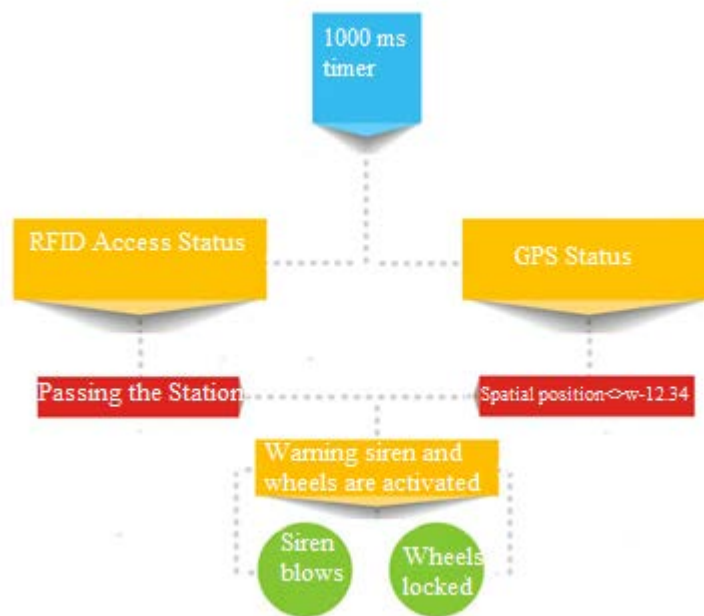 1000 ms
timer
RFID Access Status
GPS Status
Passing the Station
Spatial position<>w-12.34
Warning siren and
wheels are activated
Siren
blows
Wheels
locked